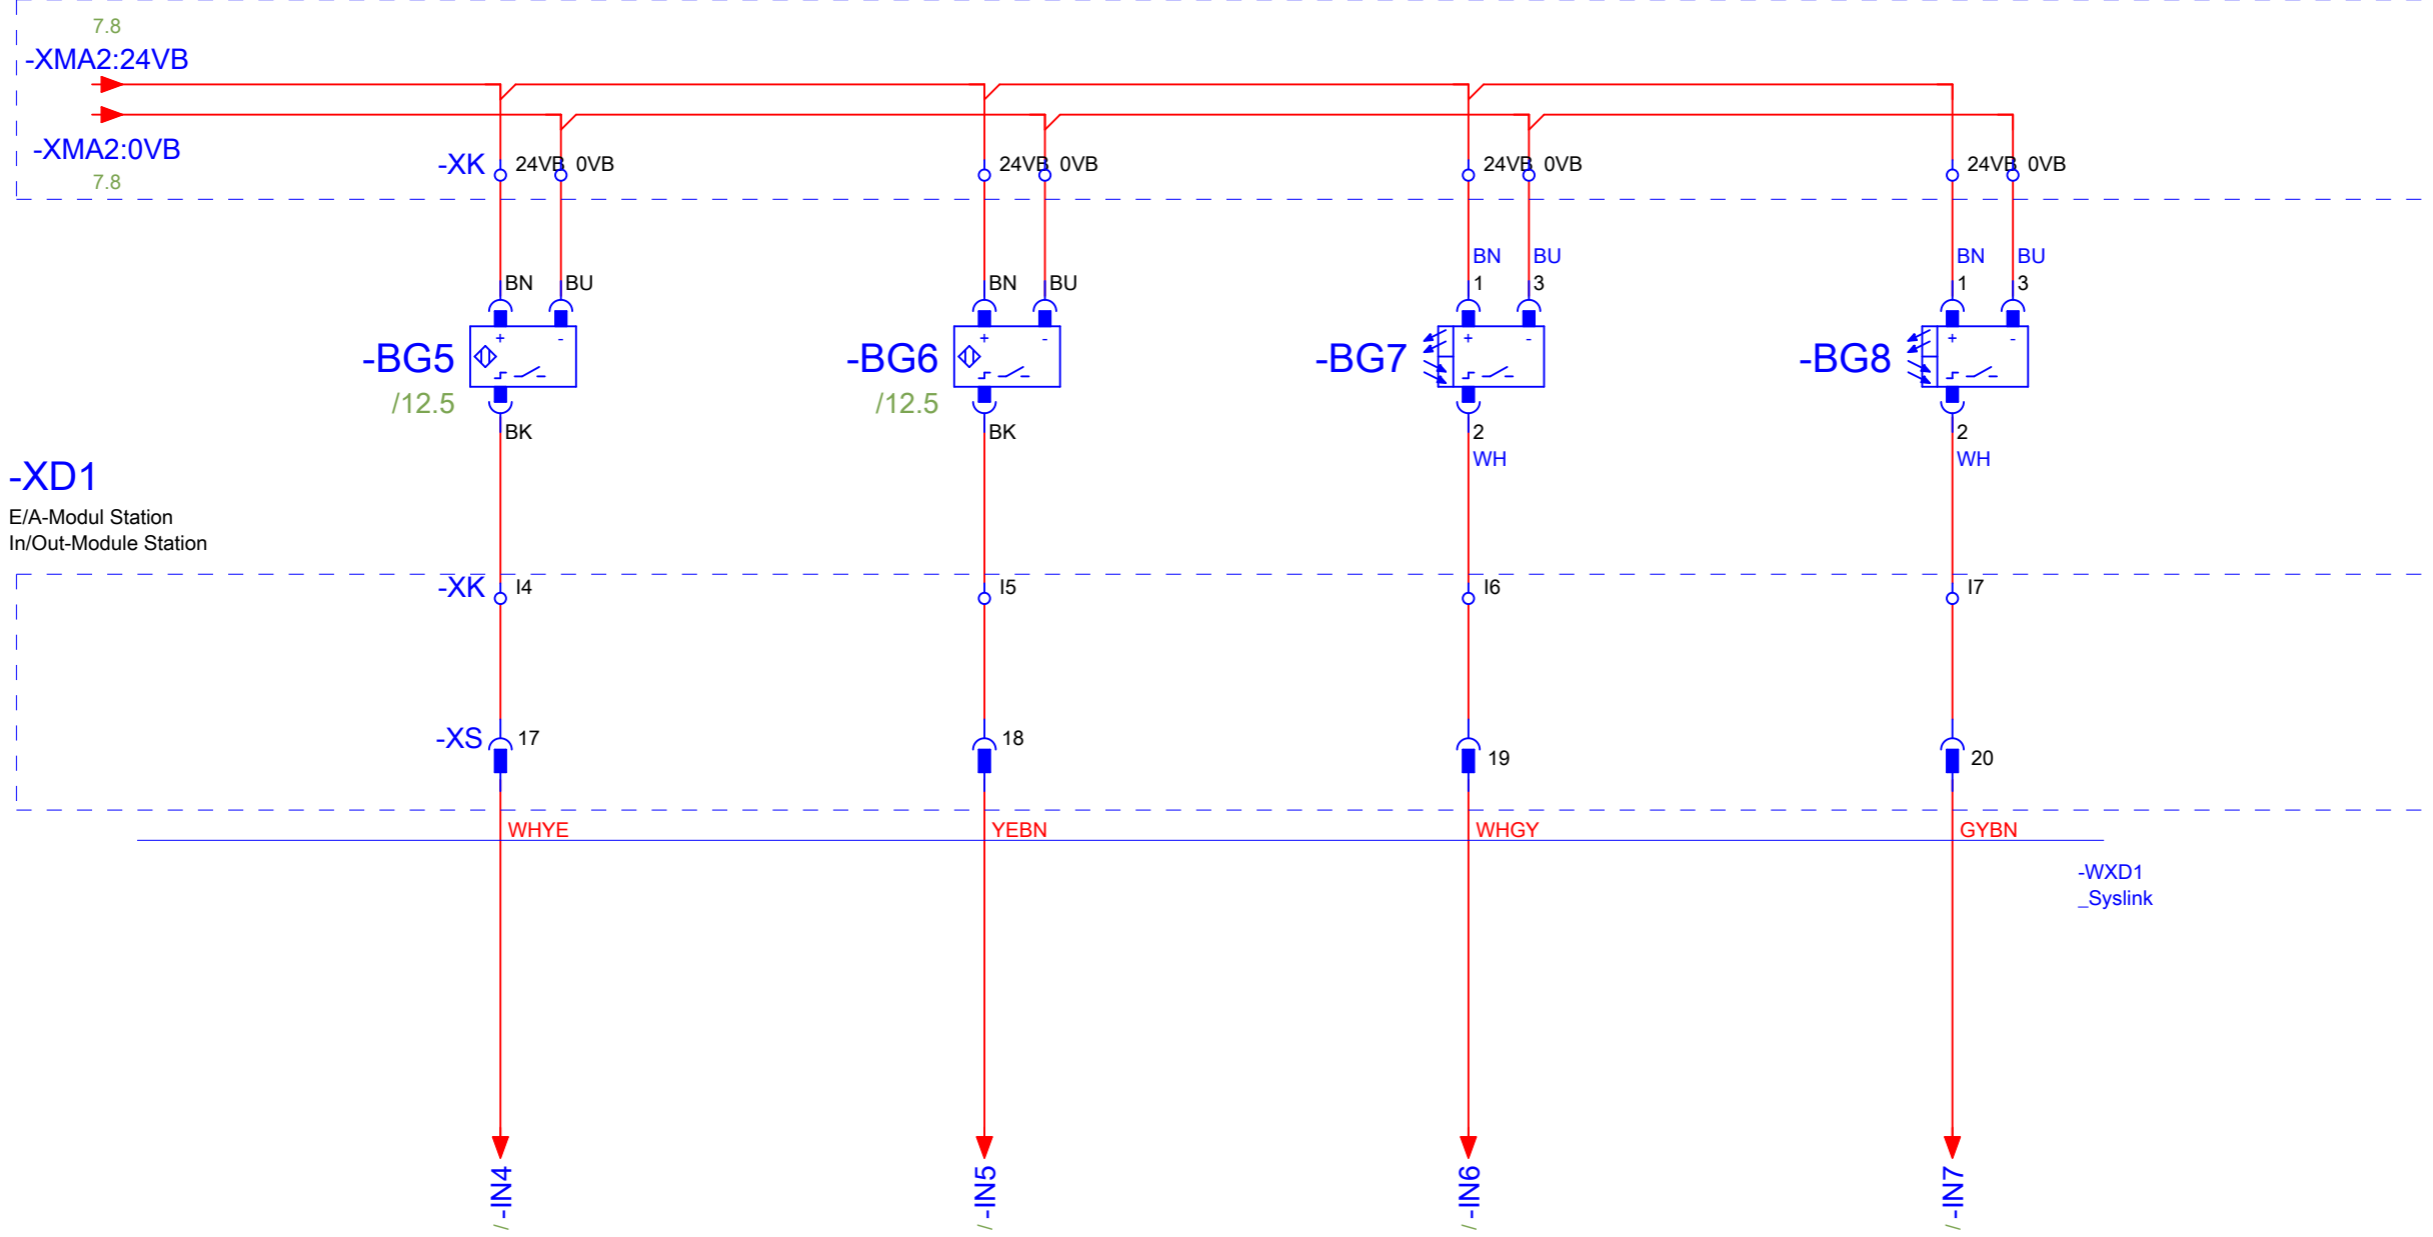 7.8
-XMA2:24VB
-XMA2:0VB
7.8
-XK 24VB 0VB 24VB 0VB 24VB 0VB 24VB 0VB
BN BU BN BU
BN BU BN BU 1 3 1 3
+ - + - + - + -
-BG5 -BG6 -BG7 -BG8
/12.5 /12.5
BK BK 2 2
WH WH
-XD1
E/A-Modul Station
In/Out-Module Station
-XK I4 I5 I6 I7
-XS 17 18 19 20
WHYE YEBN WHGY GYBN
-WXD1
_Syslink
/ -IN4 / -IN5 / -IN6 / -IN7